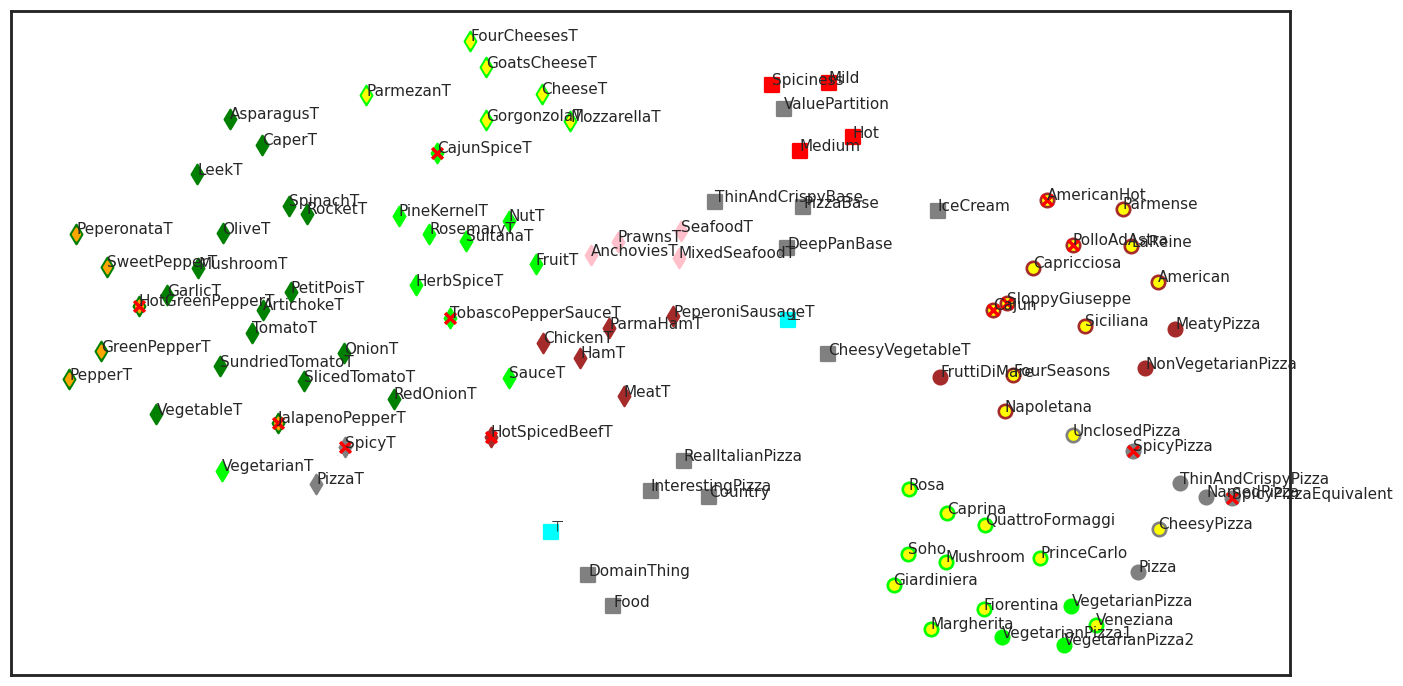 FourCheesesT
GoatsCheeseT
Spiciness
Mild
ParmezanT
CheeseT
ValuePartition
AsparagusT
GorgonzolaT
MozzarellaT
Hot
CaperT
CajunSpiceT
Medium
LeekT
SpinachT
RocketT
PineKernelT
NutT
ThinAndCrispyBase
PizzaBase
IceCream
AmericanHot
Parmense
PeperonataT
OliveT
RosemaryT
SultanaT
PrawnsT
SeafoodT
DeepPanBase
PolloAdAstra
LaReine
SweetPepperT
MushroomT
FruitT
AnchoviesT
MixedSeafoodT
Capricciosa
GarlicT
HotGreenPepperT
PetitPoisT
HerbSpiceT
American
ArtichokeT
TobascoPepperSauceT
PeperoniSausageT
⊥
Cajun
SloppyGiuseppe
TomatoT
ParmaHamT
Siciliana
MeatyPizza
GreenPepperT
OnionT
ChickenT
HamT
CheesyVegetableT
SundriedTomatoT
NonVegetarianPizza
PepperT
SlicedTomatoT
SauceT
FruttiDiMare
FourSeasons
RedOnionT
MeatT
VegetableT
JalapenoPepperT
Napoletana
SpicyT
HotSpicedBeefT
UnclosedPizza
SpicyPizza
VegetarianT
PizzaT
RealItalianPizza
InterestingPizza
Country
Rosa
ThinAndCrispyPizza
NamedPizza
SpicyPizzaEquivalent
T
Caprina
QuattroFormaggi
CheesyPizza
Soho
Mushroom
PrinceCarlo
DomainThing
Giardiniera
Pizza
Food
Fiorentina
VegetarianPizza
Margherita
VegetarianPizza1
Veneziana
VegetarianPizza2